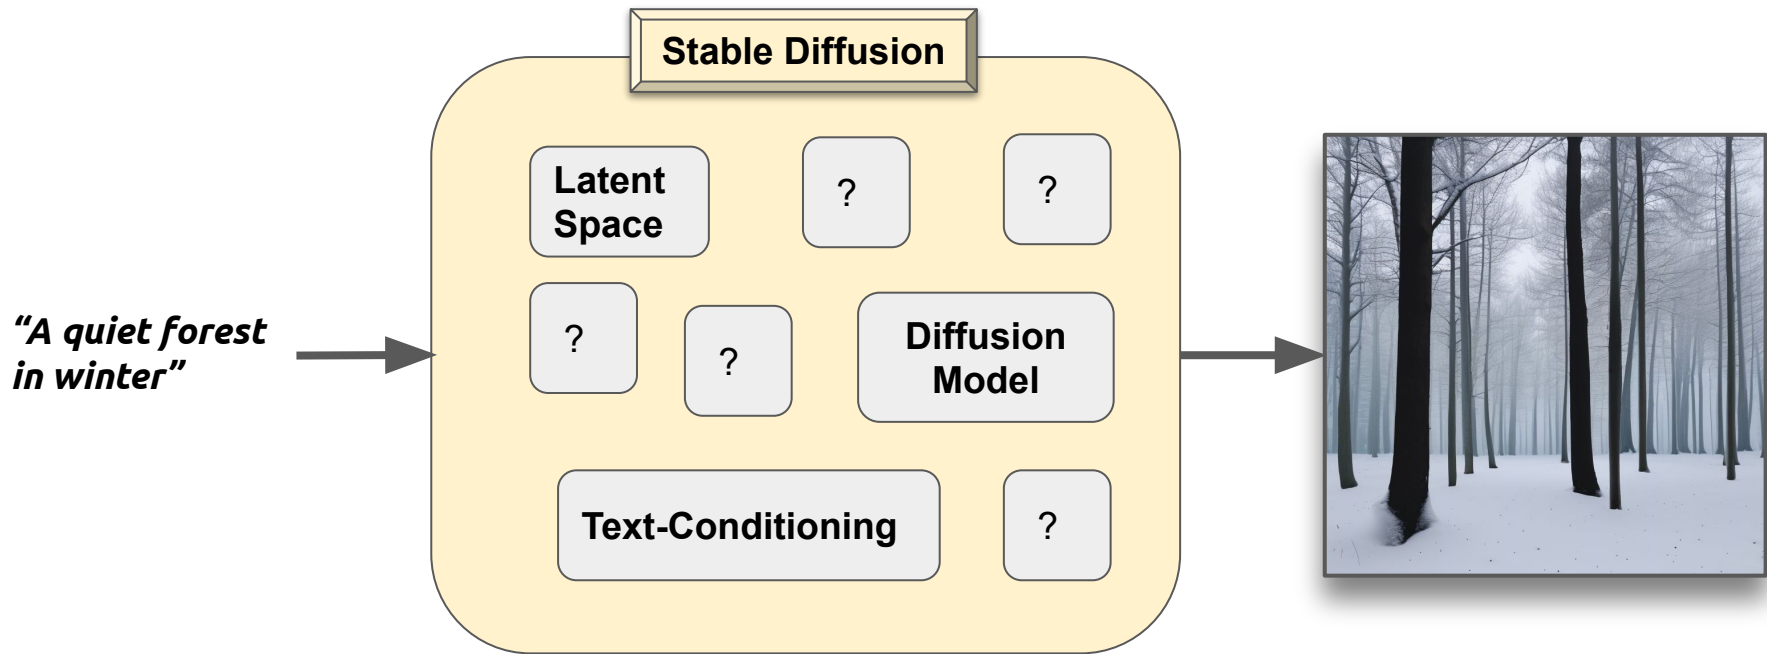 Stable Diffusion
Latent
Space
?
?
“A quiet forest
in winter”
?
?
Diffusion
Model
Text-Conditioning
?